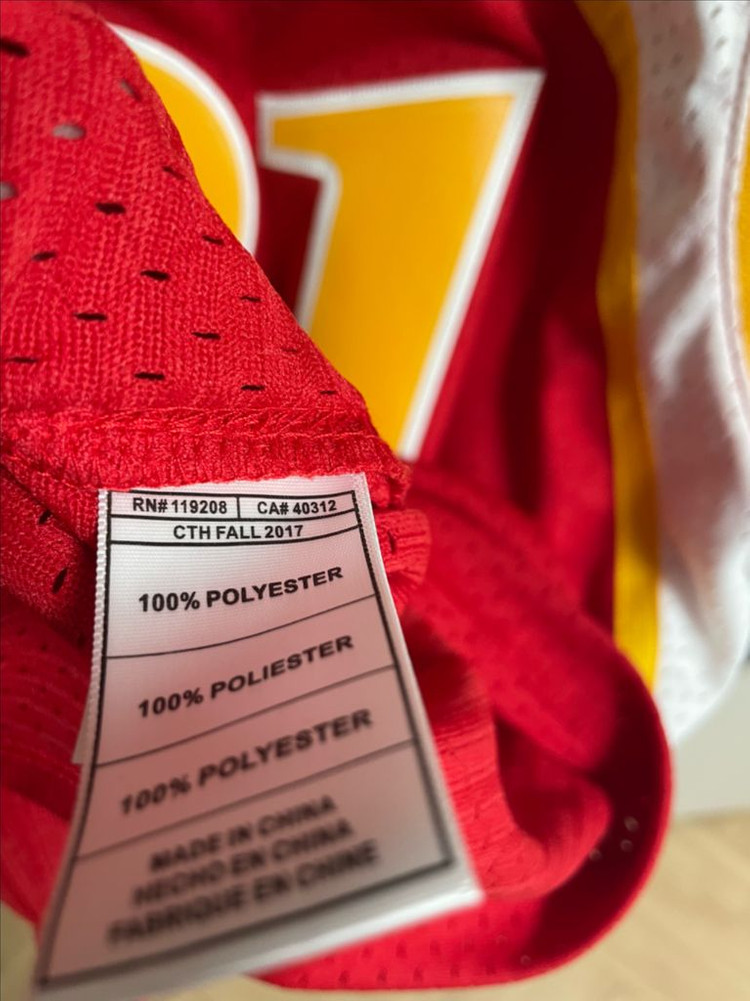 RN# 119208 CA# 40312
CTH FALL 2017
100% POLYESTER
100% POLIESTER
100% POLYESTER
MADE IN CHINA
HECHO EN CHINA
FABRIQUE EN CHINE